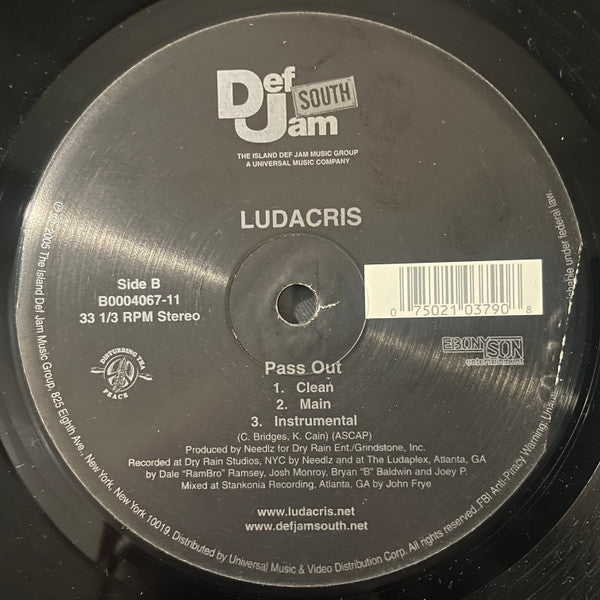 Def
Jam
SOUTH
THE ISLAND DEF JAM MUSIC GROUP
A UNIVERSAL MUSIC COMPANY
LUDACRIS
Side B
B0004067-11
33 1/3 RPM Stereo
0 75021 03790 8
DISTURBING THA
PEACE
EBONY SON
entertainment
Pass Out
1. Clean
2. Main
3. Instrumental
(C. Bridges, K. Cain) (ASCAP)
Produced by Needlz for Dry Rain Ent./Grindstone, Inc.
Recorded at Dry Rain Studios, NYC by Needlz and at The Ludaplex, Atlanta, GA
by Dale "RamBro" Ramsey, Josh Monroy, Bryan "B" Baldwin and Joey P.
Mixed at Stankonia Recording, Atlanta, GA by John Frye
www.ludacris.net
www.defjamsouth.net
2005 The Island Def Jam Music Group, 825 Eighth Ave., New York, New York 10019. Distributed by Universal Music & Video Distribution Corp. All rights reserved. FBI Anti-Piracy Warning: under federal law.